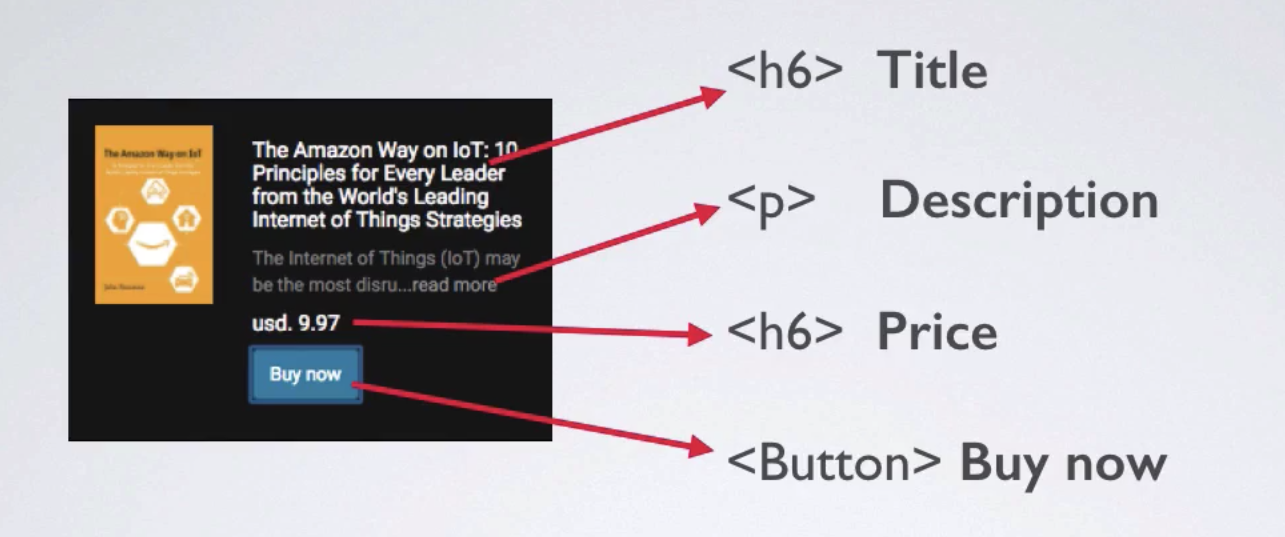 The Amazon Way on IoT
The Amazon Way on IoT: 10
Principles for Every Leader
from the World's Leading
Internet of Things Strategies
The Internet of Things (IoT) may
be the most disru...read more
usd. 9.97
Buy now
<h6> Title
<p> Description
<h6> Price
<Button> Buy now